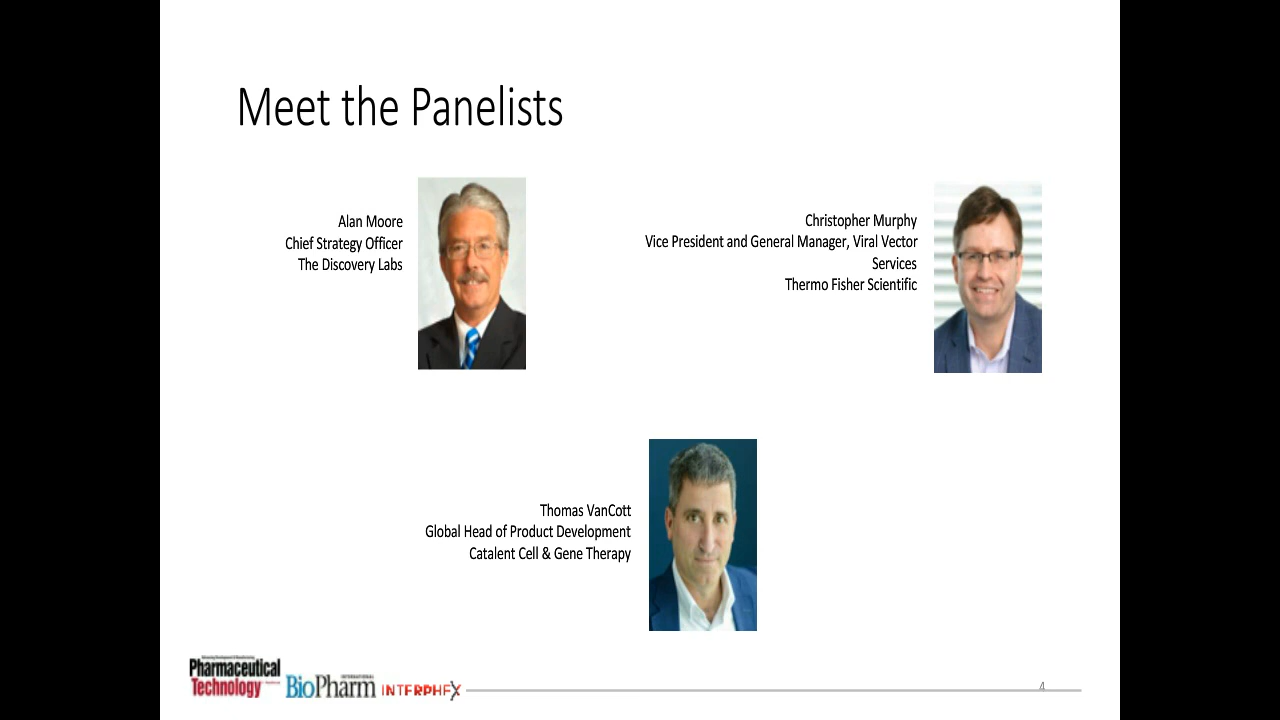 Meet the Panelists
Alan Moore
Chief Strategy Officer
The Discovery Labs
Christopher Murphy
Vice President and General Manager, Viral Vector
Services
Thermo Fisher Scientific
Thomas VanCott
Global Head of Product Development
Catalent Cell & Gene Therapy
Pharmaceutical
Technology
INTERNATIONAL
BioPharm
INTERPHEX
4